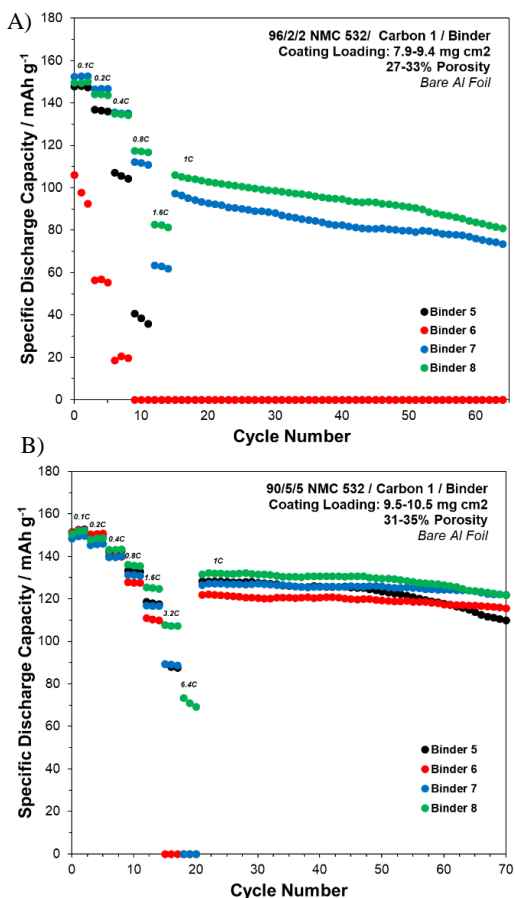 A)
96/2/2 NMC 532/ Carbon 1 / Binder
Coating Loading: 7.9-9.4 mg cm2
27-33% Porosity
Bare Al Foil
Specific Discharge Capacity / mAh g-1
180
160
140
120
100
80
60
40
20
0
0.1C
0.2C
0.4C
0.8C
1.6C
1C
Binder 5
Binder 6
Binder 7
Binder 8
0 10 20 30 40 50 60
Cycle Number
B)
90/5/5 NMC 532 / Carbon 1 / Binder
Coating Loading: 9.5-10.5 mg cm2
31-35% Porosity
Bare Al Foil
Specific Discharge Capacity / mAh g-1
180
160
140
120
100
80
60
40
20
0
0.1C
0.2C
0.4C
0.8C
1.6C
3.2C
6.4C
1C
Binder 5
Binder 6
Binder 7
Binder 8
0 10 20 30 40 50 60 70
Cycle Number